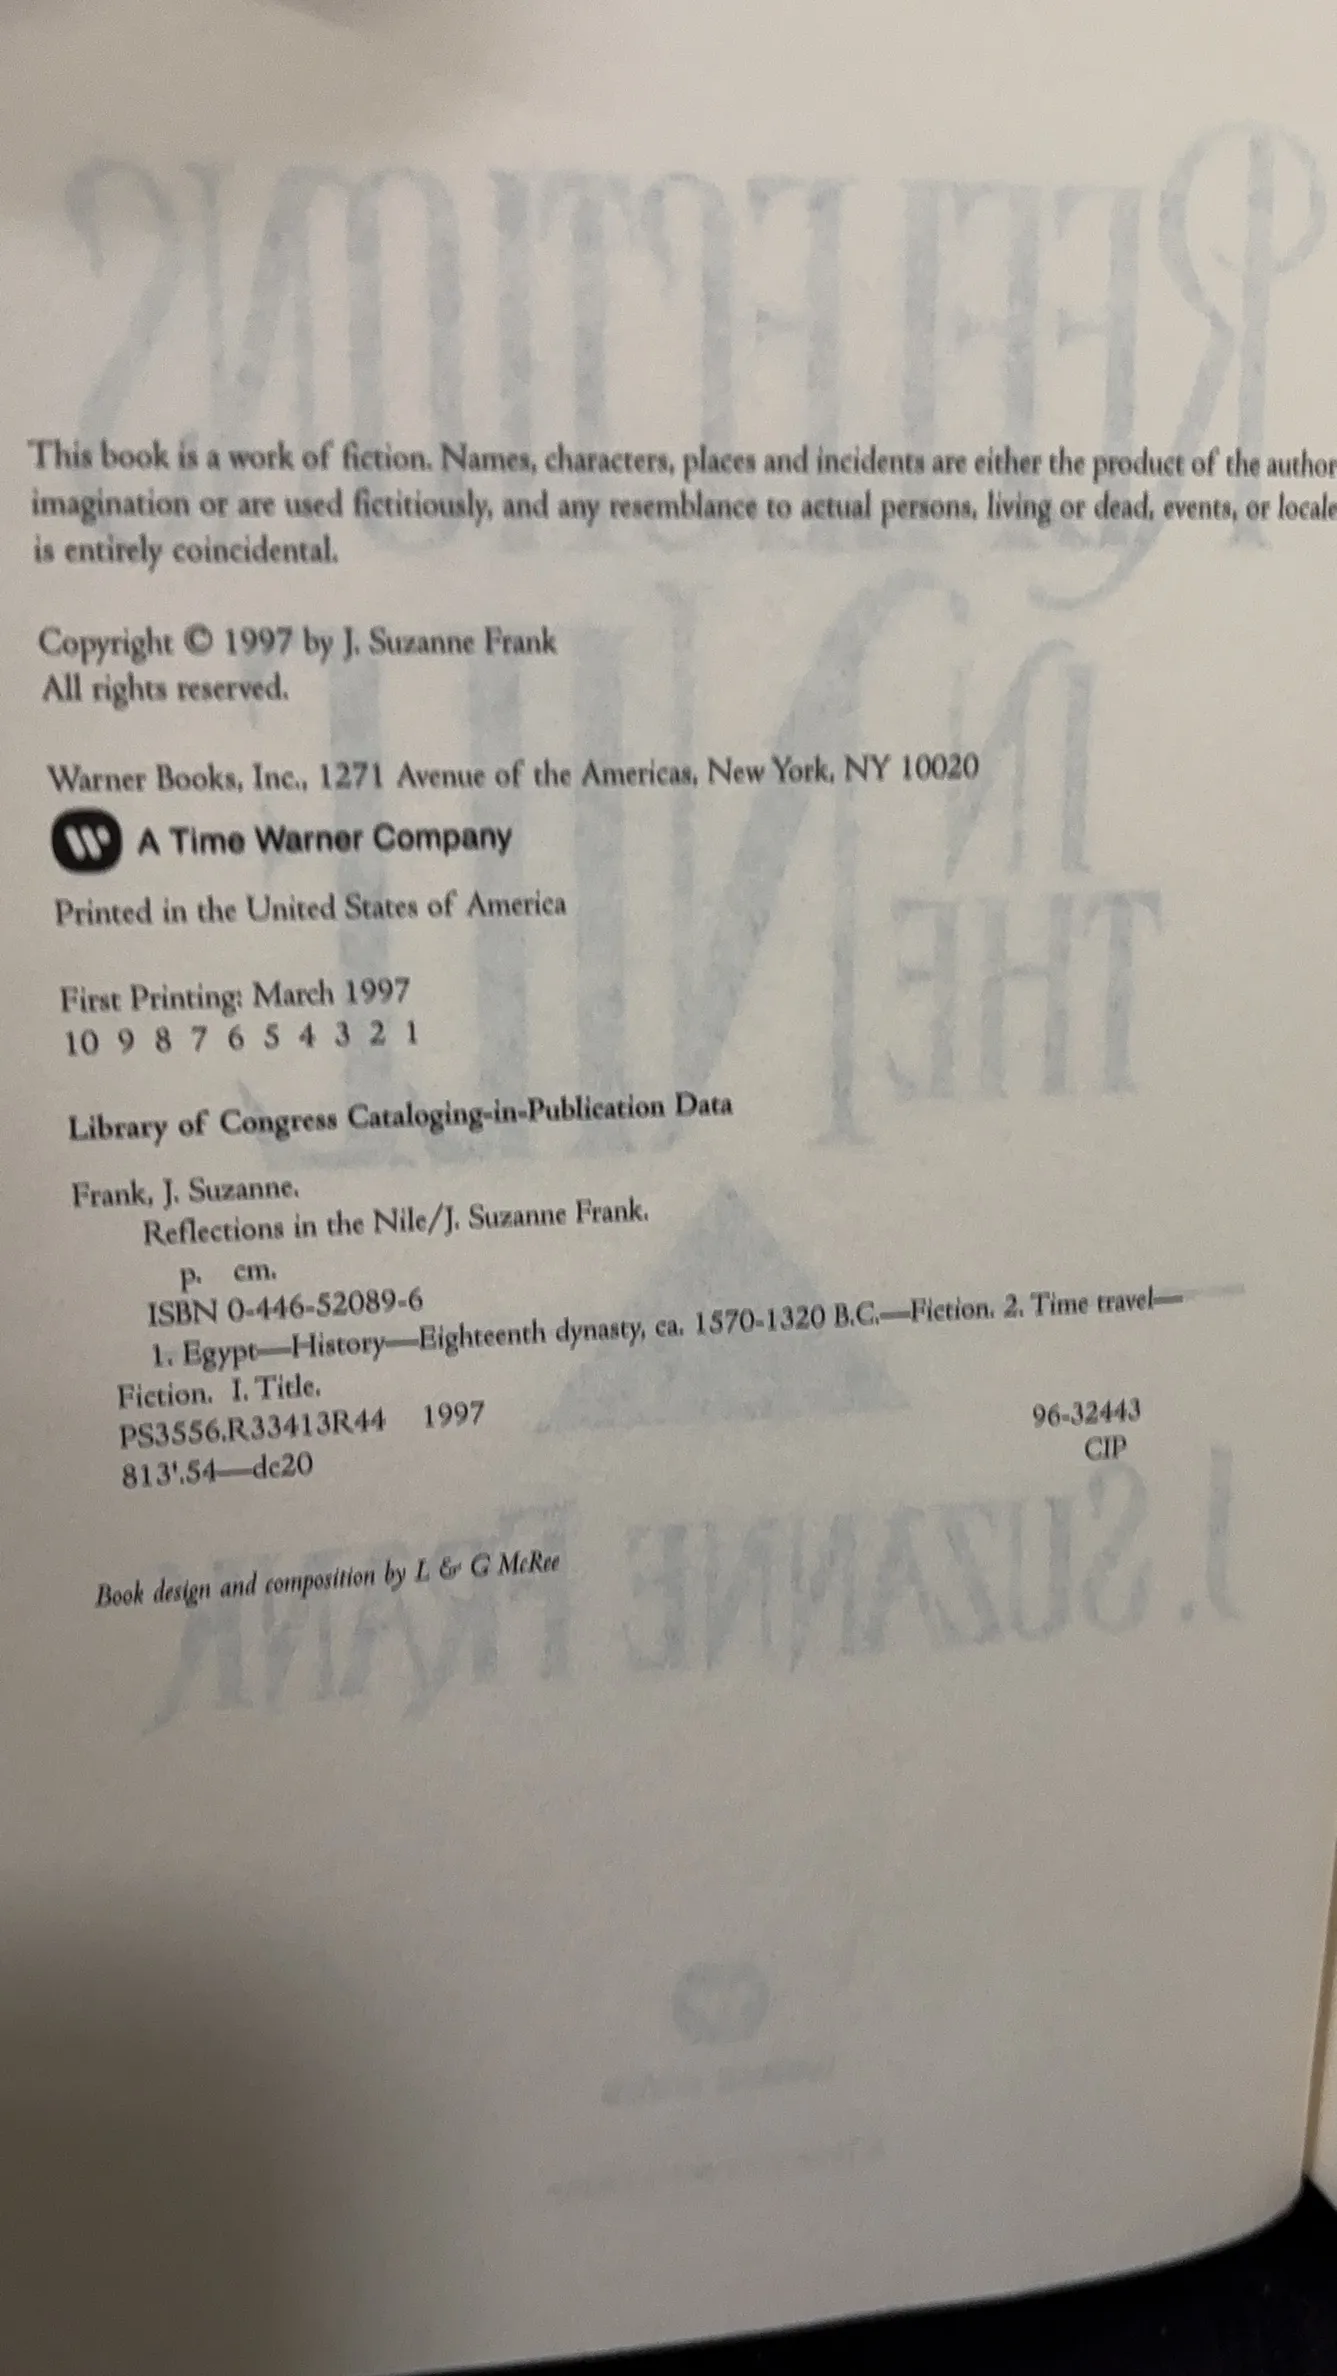 This book is a work of fiction. Names, characters, places and incidents are either the product of the author
imagination or are used fictitiously, and any resemblance to actual persons, living or dead, events, or locale
is entirely coincidental.
Copyright © 1997 by J. Suzanne Frank
All rights reserved.
Warner Books, Inc., 1271 Avenue of the Americas, New York, NY 10020
W A Time Warner Company
Printed in the United States of America
First Printing: March 1997
10 9 8 7 6 5 4 3 2 1
Library of Congress Cataloging-in-Publication Data
Frank, J. Suzanne.
Reflections in the Nile/J. Suzanne Frank.
p. cm.
ISBN 0-446-52089-6
1. Egypt—History—Eighteenth dynasty, ca. 1570-1320 B.C.—Fiction. 2. Time travel—
Fiction. I. Title.
PS3556.R33413R44 1997 96-32443
813'.54—dc20 CIP
Book design and composition by L & G McRee
REFLECTIONS
IN
THE
NILE
J. SUZANNE FRANK